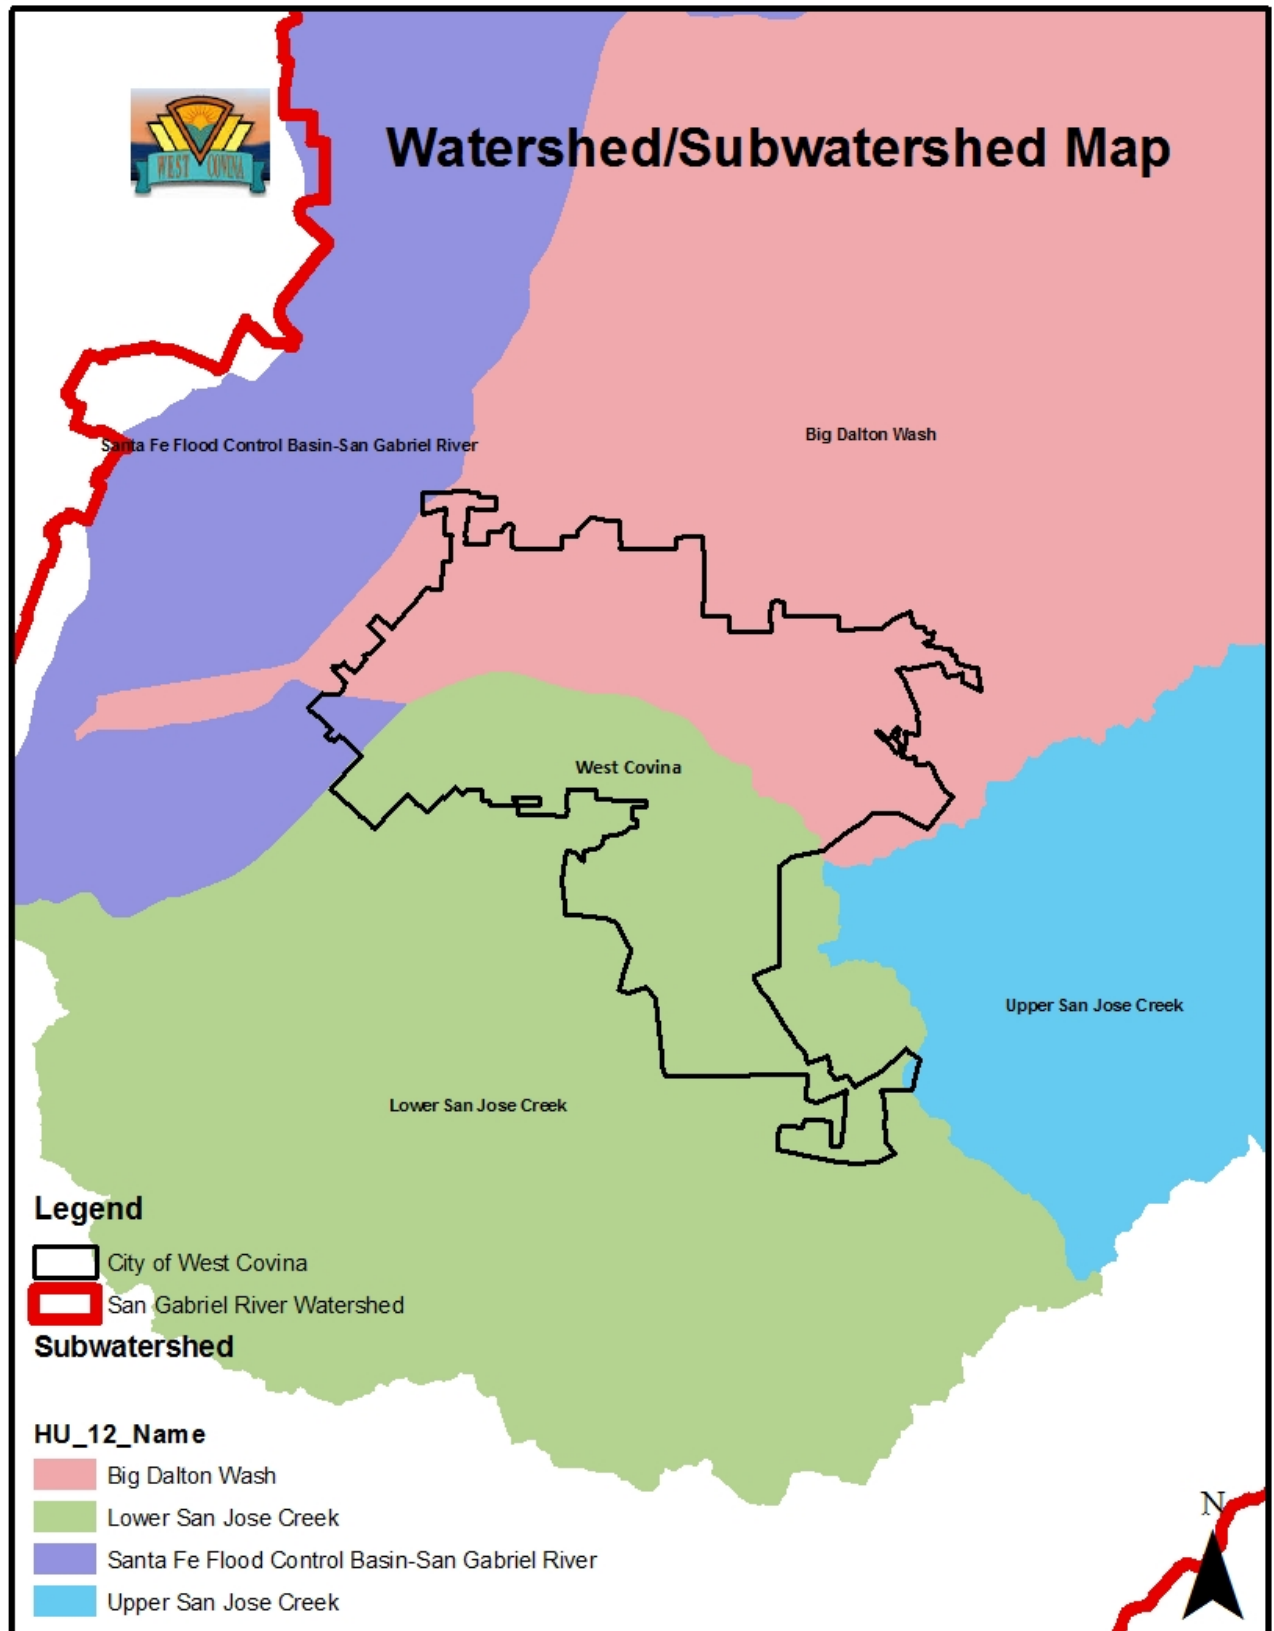 WEST COVINA
Watershed/Subwatershed Map
Big Dalton Wash
Santa Fe Flood Control Basin-San Gabriel River
West Covina
Upper San Jose Creek
Lower San Jose Creek
Legend
City of West Covina
San Gabriel River Watershed
Subwatershed
HU_12_Name
Big Dalton Wash
Lower San Jose Creek
Santa Fe Flood Control Basin-San Gabriel River
Upper San Jose Creek
N